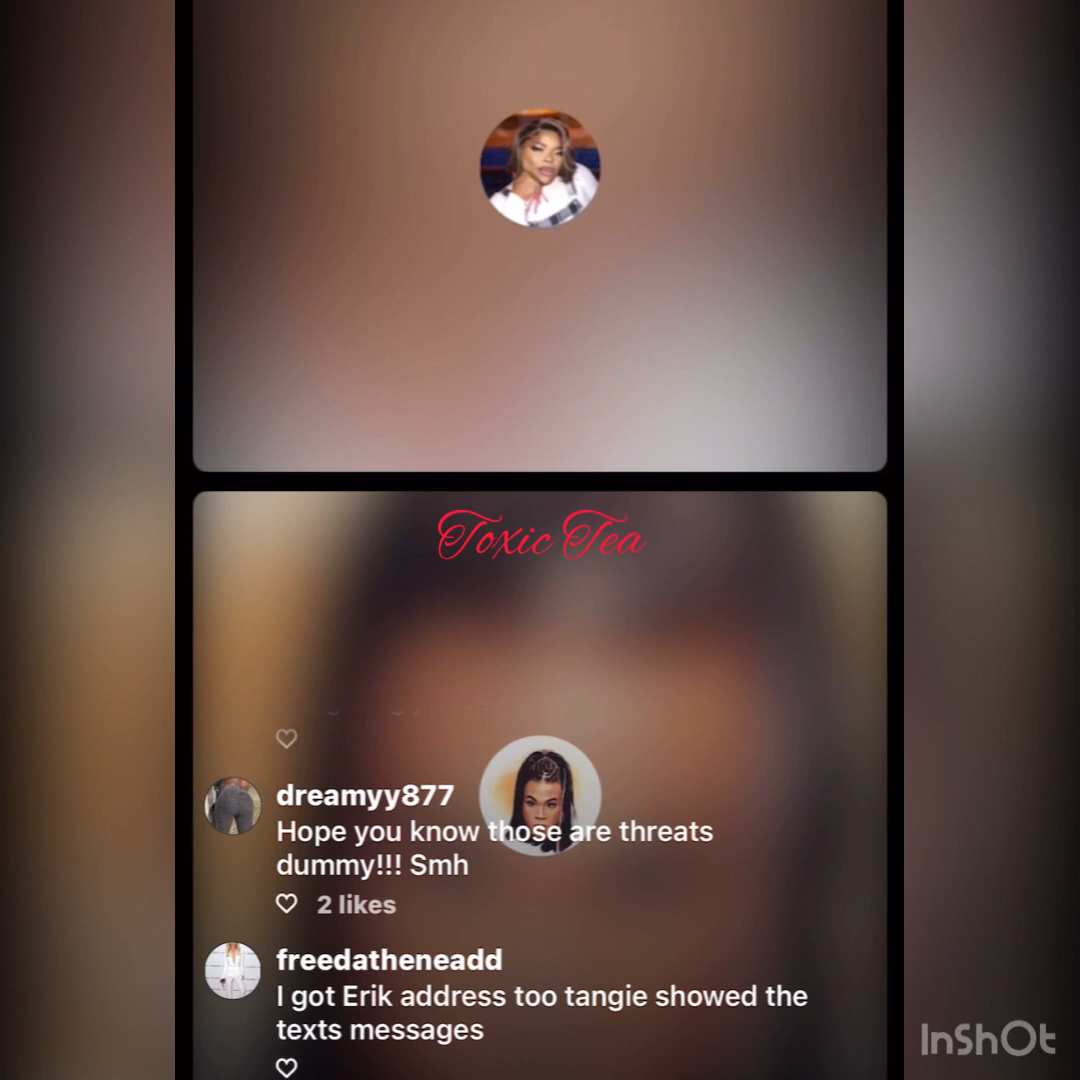 Toxic Tea
dreamyy877
Hope you know those are threats
dummy!!! Smh
2 likes
freedatheneadd
I got Erik address too tangie showed the
texts messages
InShOt